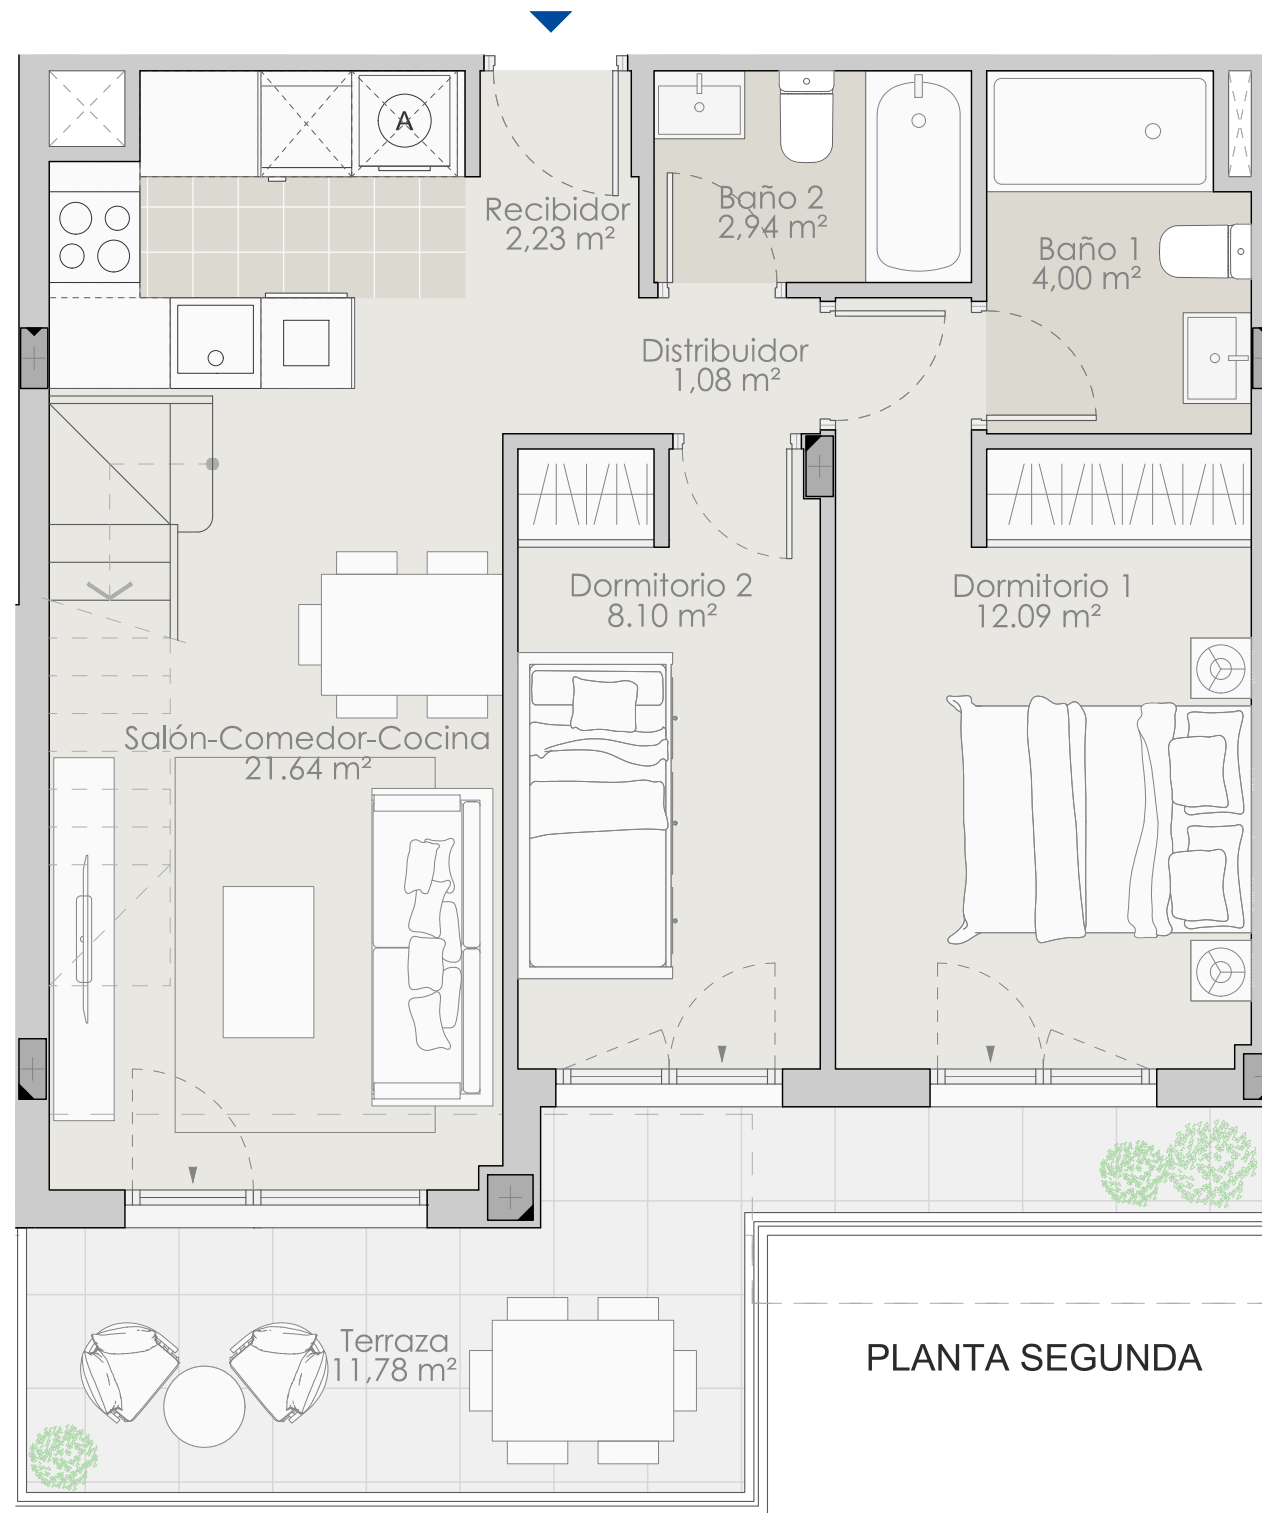 A
Recibidor
2,23 m²
Baño 2
2,94 m²
Baño 1
4,00 m²
Distribuidor
1,08 m²
Dormitorio 2
8.10 m²
Dormitorio 1
12.09 m²
Salón-Comedor-Cocina
21.64 m²
Terraza
11,78 m²
PLANTA SEGUNDA